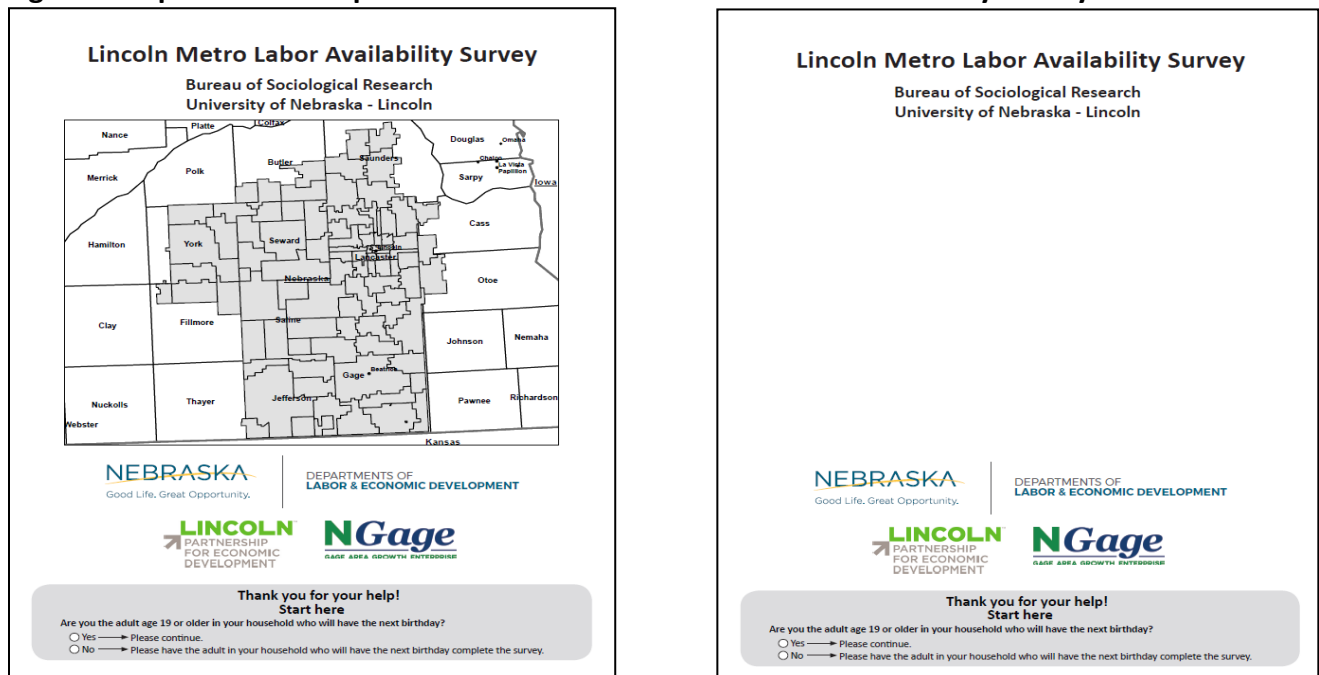 Lincoln Metro Labor Availability Survey
Bureau of Sociological Research
University of Nebraska - Lincoln
Nance
Platte
Colfax
Douglas
Omaha
Saunders
Chalco
Butler
La Vista
Polk
Papillion
Merrick
Sarpy
Iowa
Cass
Hamilton
York
Seward
Lincoln
Lancaster
Nebraska
Otoe
Clay
Fillmore
Saline
Johnson
Nemaha
Beatrice
Gage
Jefferson
Nuckolls
Thayer
Pawnee
Richardson
Webster
Kansas
NEBRASKA
Good Life. Great Opportunity.
DEPARTMENTS OF
LABOR & ECONOMIC DEVELOPMENT
LINCOLN
PARTNERSHIP
FOR ECONOMIC
DEVELOPMENT
NGage
GAGE AREA GROWTH ENTERPRISE
Thank you for your help!
Start here
Are you the adult age 19 or older in your household who will have the next birthday?
Yes → Please continue.
No → Please have the adult in your household who will have the next birthday complete the survey.
Lincoln Metro Labor Availability Survey
Bureau of Sociological Research
University of Nebraska - Lincoln
NEBRASKA
Good Life. Great Opportunity.
DEPARTMENTS OF
LABOR & ECONOMIC DEVELOPMENT
LINCOLN
PARTNERSHIP
FOR ECONOMIC
DEVELOPMENT
NGage
GAGE AREA GROWTH ENTERPRISE
Thank you for your help!
Start here
Are you the adult age 19 or older in your household who will have the next birthday?
Yes → Please continue.
No → Please have the adult in your household who will have the next birthday complete the survey.